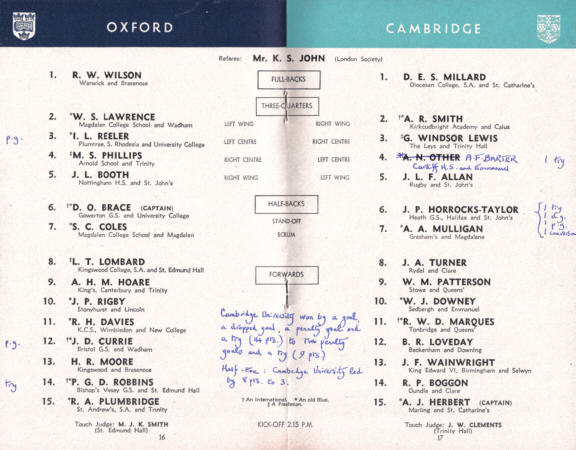 OXFORD
CAMBRIDGE
Referee: Mr. K. S. JOHN (London Society)
FULL-BACKS
1. R. W. WILSON
Warwick and Brasenose
1. D. E. S. MILLARD
Diocesan College, S.A. and St. Catharine's
THREE-QUARTERS
2. *W. S. LAWRENCE
Magdalen College School and Wadham
LEFT WING
RIGHT WING
2. †*A. R. SMITH
Kirkcudbright Academy and Caius
p.g.
3. *I. L. REELER
Plumtree, S. Rhodesia and University College
LEFT CENTRE
RIGHT CENTRE
3. ‡G. WINDSOR LEWIS
The Leys and Trinity Hall
4. ‡M. S. PHILLIPS
Arnold School and Trinity
RIGHT CENTRE
LEFT CENTRE
4. *A. N. OTHER A.F. BARTER
Cardiff H.S. and Emmanuel
1 try
5. J. L. BOOTH
Nottingham H.S. and St. John's
RIGHT WING
LEFT WING
5. J. L. F. ALLAN
Rugby and St. John's
HALF-BACKS
6. †*D. O. BRACE (CAPTAIN)
Gowerton G.S. and University College
STAND-OFF
6. J. P. HORROCKS-TAYLOR
Heath G.S., Halifax and St. John's
1 try
1 d.g.
1 p.g.
1 conversion
7. *S. C. COLES
Magdalen College School and Magdalen
SCRUM
7. *A. A. MULLIGAN
Gresham's and Magdalene
FORWARDS
8. ‡L. T. LOMBARD
Kingswood College, S.A. and St. Edmund Hall
8. J. A. TURNER
Rydal and Clare
9. A. H. M. HOARE
King's, Canterbury and Trinity
9. W. M. PATTERSON
Stowe and Queens'
10. *J. P. RIGBY
Stonyhurst and Lincoln
10. *W. J. DOWNEY
Sedbergh and Emmanuel
11. *R. H. DAVIES
K.C.S., Wimbledon and New College
11. †*R. W. D. MARQUES
Tonbridge and Queens'
p.g.
12. †*J. D. CURRIE
Bristol G.S. and Wadham
12. B. R. LOVEDAY
Beckenham and Downing
13. H. R. MOORE
Kingswood and Brasenose
13. J. F. WAINWRIGHT
King Edward VI, Birmingham and Selwyn
try
14. †*P. G. D. ROBBINS
Bishop's Vesey G.S. and St. Edmund Hall
14. R. P. BOGGON
Oundle and Clare
15. *R. A. PLUMBRIDGE
St. Andrew's, S.A. and Trinity
15. *A. J. HERBERT (CAPTAIN)
Marling and St. Catharine's
Cambridge University won by a goal,
a dropped goal, a penalty goal and
a try (14 pts.) to two penalty
goals and a try (9 pts)
Half-time: Cambridge University led
by 8 pts. to 3.
† An International. * An old Blue.
‡ A Freshman.
Touch Judge: M. J. K. SMITH
(St. Edmund Hall)
16
KICK-OFF 2.15 P.M.
Touch Judge: J. W. CLEMENTS
(Trinity Hall)
17